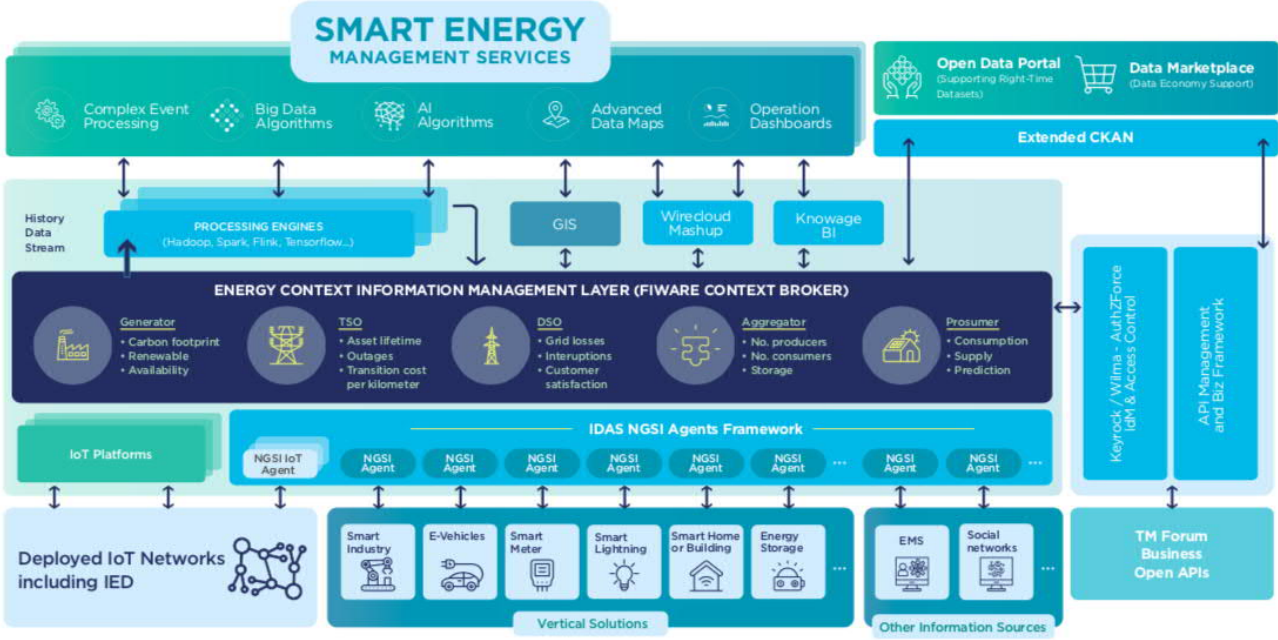 SMART ENERGY
MANAGEMENT SERVICES
Complex Event
Processing
Big Data
Algorithms
AI
Algorithms
Advanced
Data Maps
Operation
Dashboards
Open Data Portal
(Supporting Right-Time
Datasets)
Data Marketplace
(Data Economy Support)
Extended CKAN
History
Data
Stream
PROCESSING ENGINES
(Hadoop, Spark, Flink, Tensorflow...)
GIS
Wirecloud
Mashup
Knowage
BI
ENERGY CONTEXT INFORMATION MANAGEMENT LAYER (FIWARE CONTEXT BROKER)
Generator
• Carbon footprint
• Renewable
• Availability
TSO
• Asset lifetime
• Outages
• Transition cost
per kilometer
DSO
• Grid losses
• Interuptions
• Customer
satisfaction
Aggregator
• No. producers
• No. consumers
• Storage
Prosumer
• Consumption
• Supply
• Prediction
Keyrock / Wilma - AuthZForce
IdM & Access Control
API Management
and Biz Framework
IoT Platforms
IDAS NGSI Agents Framework
NGSI IoT
Agent
NGSI
Agent
NGSI
Agent
NGSI
Agent
NGSI
Agent
NGSI
Agent
NGSI
Agent
...
NGSI
Agent
NGSI
Agent
...
Deployed IoT Networks
including IED
Smart
Industry
E-Vehicles
Smart
Meter
Smart
Lightning
Smart Home
or Building
Energy
Storage
...
Vertical Solutions
EMS
Social
networks
...
Other Information Sources
TM Forum
Business
Open APIs